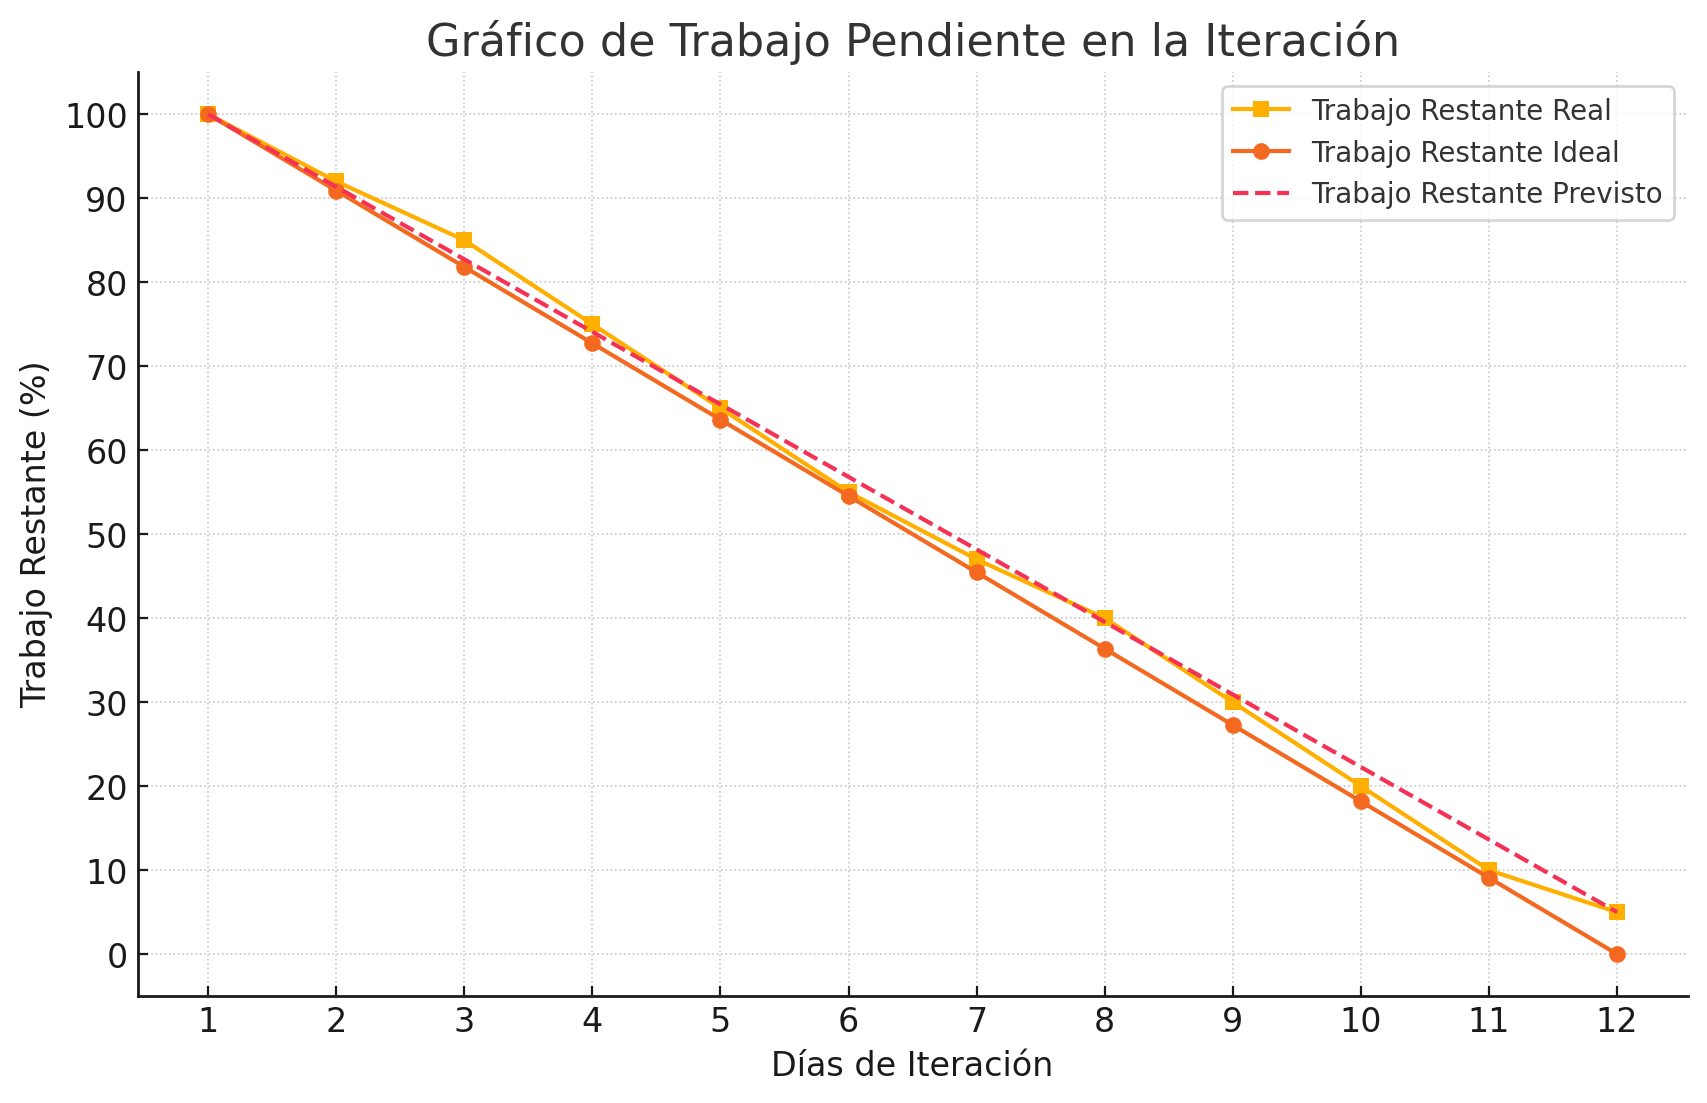 Gráfico de Trabajo Pendiente en la Iteración
Trabajo Restante Real
Trabajo Restante Ideal
Trabajo Restante Previsto
Trabajo Restante (%)
100
90
80
70
60
50
40
30
20
10
0
1 2 3 4 5 6 7 8 9 10 11 12
Días de Iteración